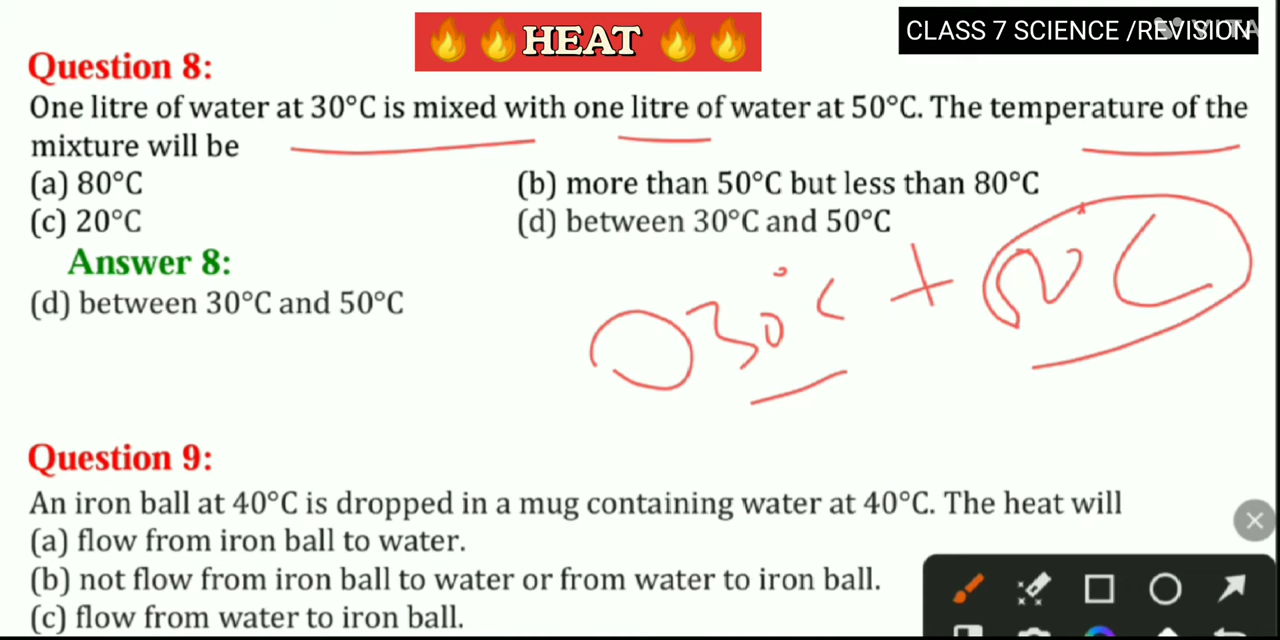 🔥🔥HEAT🔥🔥
CLASS 7 SCIENCE /REVISION
Question 8:
One litre of water at 30°C is mixed with one litre of water at 50°C. The temperature of the
mixture will be
(a) 80°C (b) more than 50°C but less than 80°C
(c) 20°C (d) between 30°C and 50°C
Answer 8:
(d) between 30°C and 50°C
30°C + 50°C
Question 9:
An iron ball at 40°C is dropped in a mug containing water at 40°C. The heat will
(a) flow from iron ball to water.
(b) not flow from iron ball to water or from water to iron ball.
(c) flow from water to iron ball.